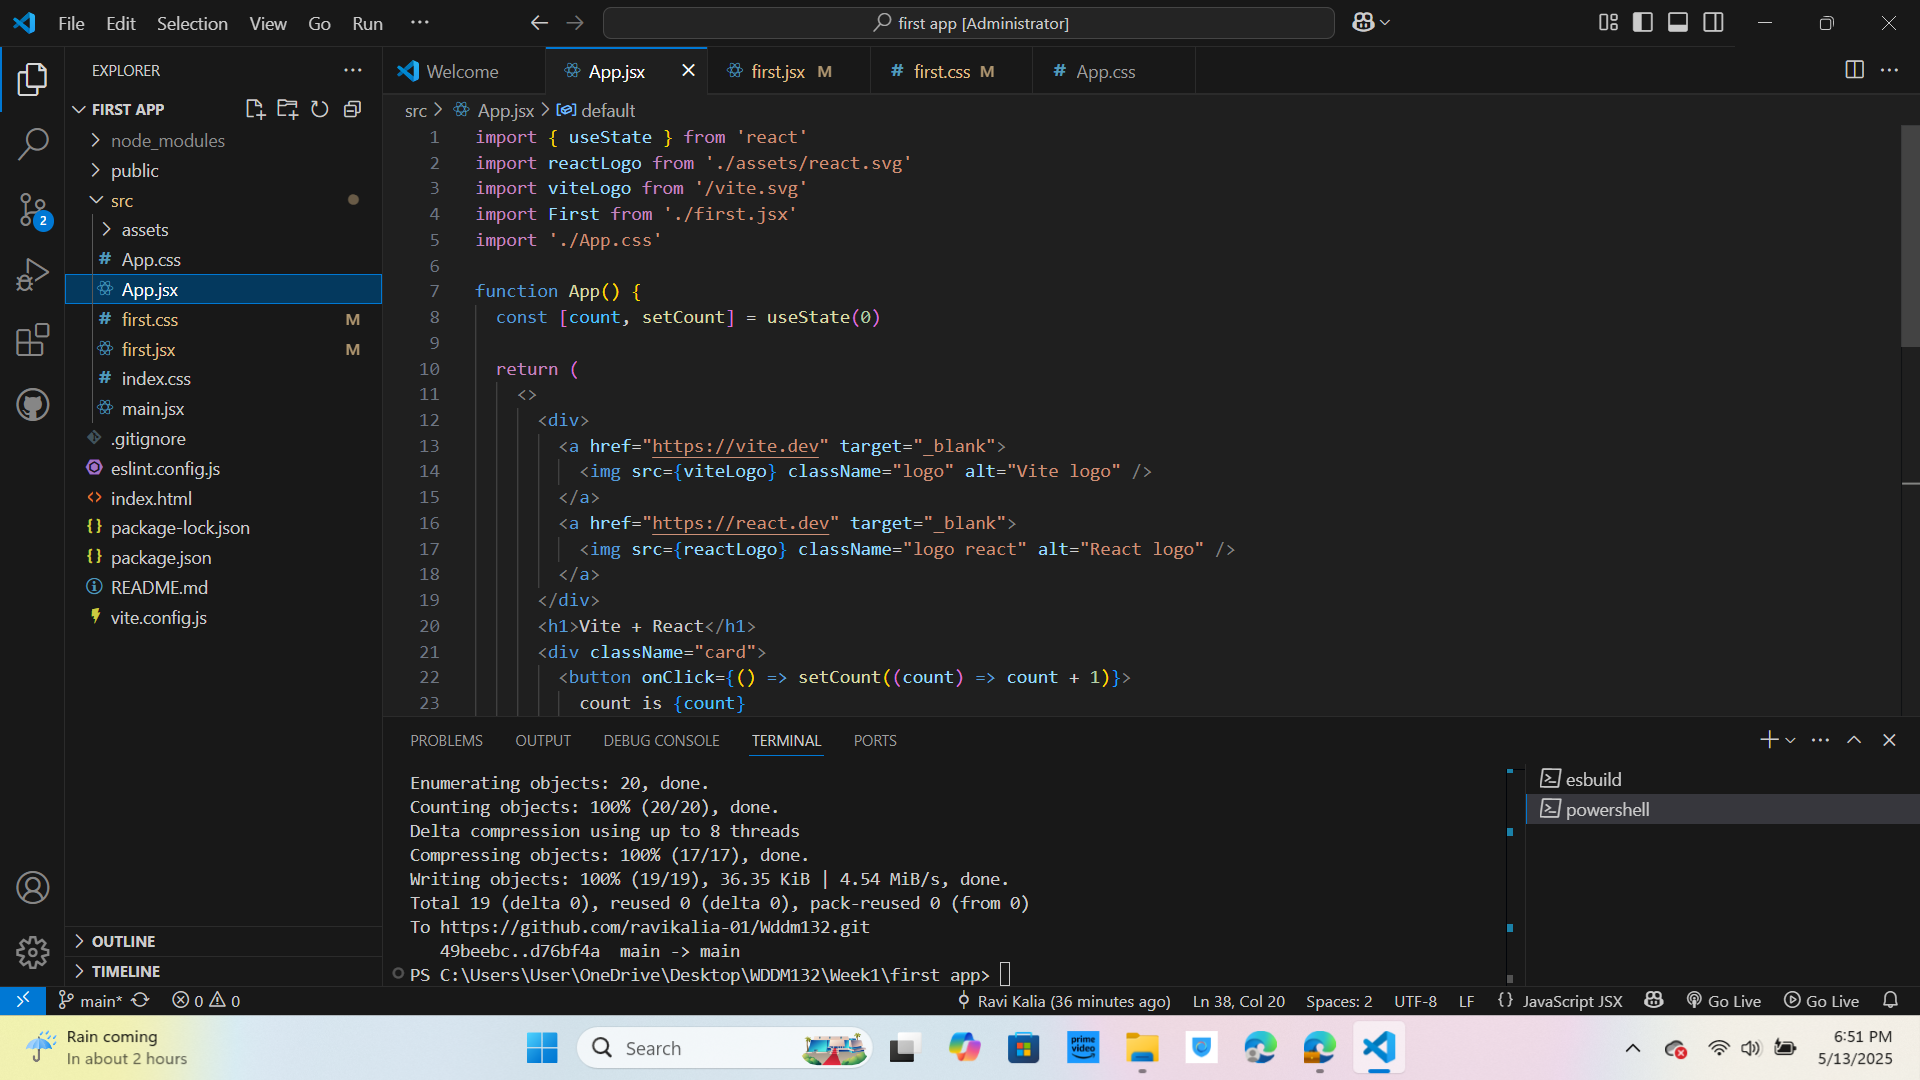 File Edit Selection View Go Run ···
first app [Administrator]
EXPLORER
FIRST APP
node_modules
public
src
assets
App.css
App.jsx
first.css M
first.jsx M
index.css
main.jsx
.gitignore
eslint.config.js
index.html
package-lock.json
package.json
README.md
vite.config.js
OUTLINE
TIMELINE
2
Welcome App.jsx first.jsx M first.css M App.css
src > App.jsx > default
1 import { useState } from 'react'
2 import reactLogo from './assets/react.svg'
3 import viteLogo from '/vite.svg'
4 import First from './first.jsx'
5 import './App.css'
6
7 function App() {
8 const [count, setCount] = useState(0)
9
10 return (
11 <>
12 <div>
13 <a href="https://vite.dev" target="_blank">
14 <img src={viteLogo} className="logo" alt="Vite logo" />
15 </a>
16 <a href="https://react.dev" target="_blank">
17 <img src={reactLogo} className="logo react" alt="React logo" />
18 </a>
19 </div>
20 <h1>Vite + React</h1>
21 <div className="card">
22 <button onClick={() => setCount((count) => count + 1)}>
23 count is {count}
PROBLEMS OUTPUT DEBUG CONSOLE TERMINAL PORTS
Enumerating objects: 20, done.
Counting objects: 100% (20/20), done.
Delta compression using up to 8 threads
Compressing objects: 100% (17/17), done.
Writing objects: 100% (19/19), 36.35 KiB | 4.54 MiB/s, done.
Total 19 (delta 0), reused 0 (delta 0), pack-reused 0 (from 0)
To https://github.com/ravikalia-01/Wddm132.git
49beebc..d76bf4a main -> main
PS C:\Users\User\OneDrive\Desktop\WDDM132\Week1\first app>
esbuild
powershell
main* 0 0 Ravi Kalia (36 minutes ago) Ln 38, Col 20 Spaces: 2 UTF-8 LF {} JavaScript JSX Go Live Go Live
Rain coming
In about 2 hours
Search
prime video
6:51 PM
5/13/2025